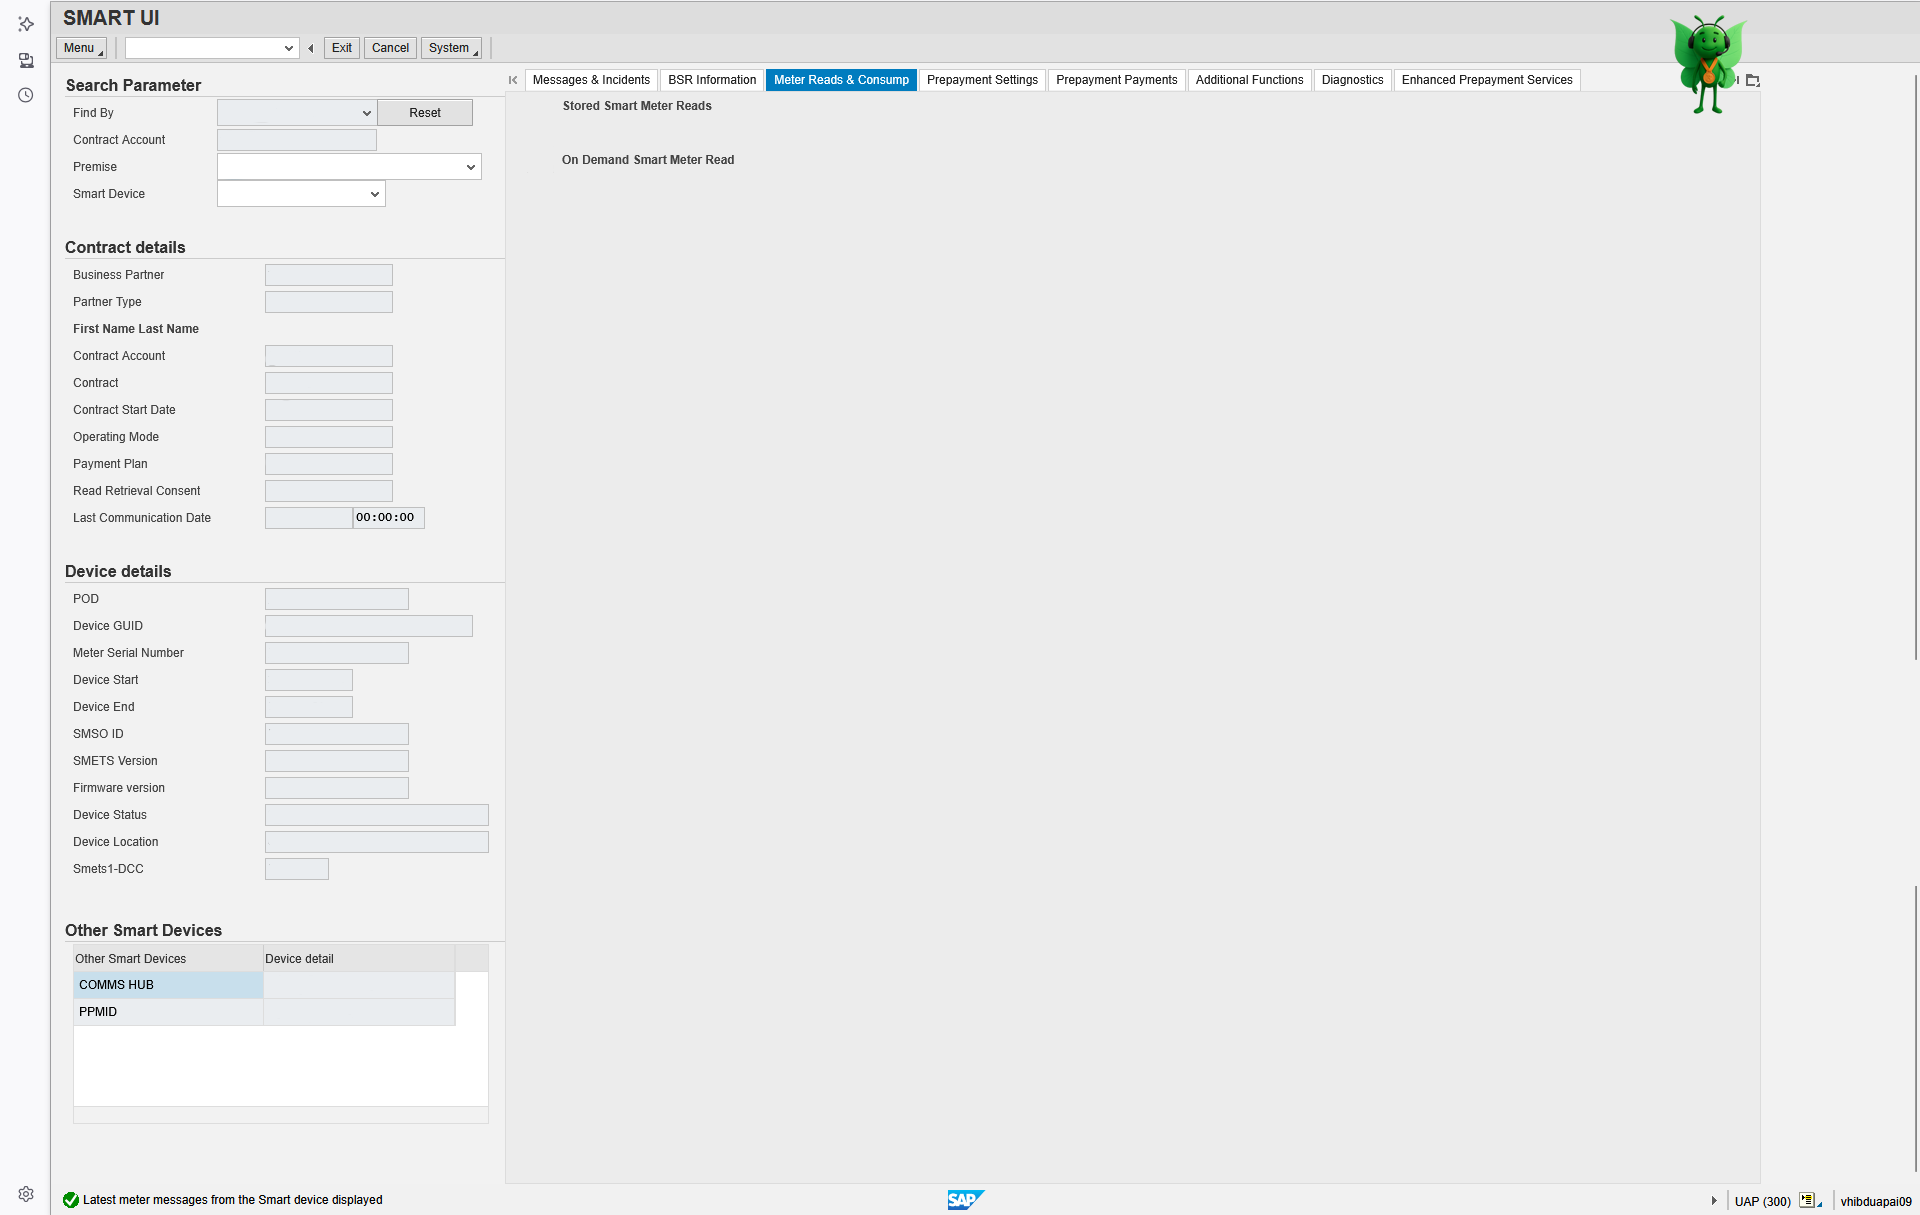 SMART UI
Menu
Exit
Cancel
System
Search Parameter
Find By
Reset
Contract Account
Premise
Smart Device
Contract details
Business Partner
Partner Type
First Name Last Name
Contract Account
Contract
Contract Start Date
Operating Mode
Payment Plan
Read Retrieval Consent
Last Communication Date
00:00:00
Device details
POD
Device GUID
Meter Serial Number
Device Start
Device End
SMSO ID
SMETS Version
Firmware version
Device Status
Device Location
Smets1-DCC
Other Smart Devices
Other Smart Devices
Device detail
COMMS HUB
PPMID
Messages & Incidents
BSR Information
Meter Reads & Consump
Prepayment Settings
Prepayment Payments
Additional Functions
Diagnostics
Enhanced Prepayment Services
Stored Smart Meter Reads
On Demand Smart Meter Read
Latest meter messages from the Smart device displayed
SAP
UAP (300)
vhibduapai09